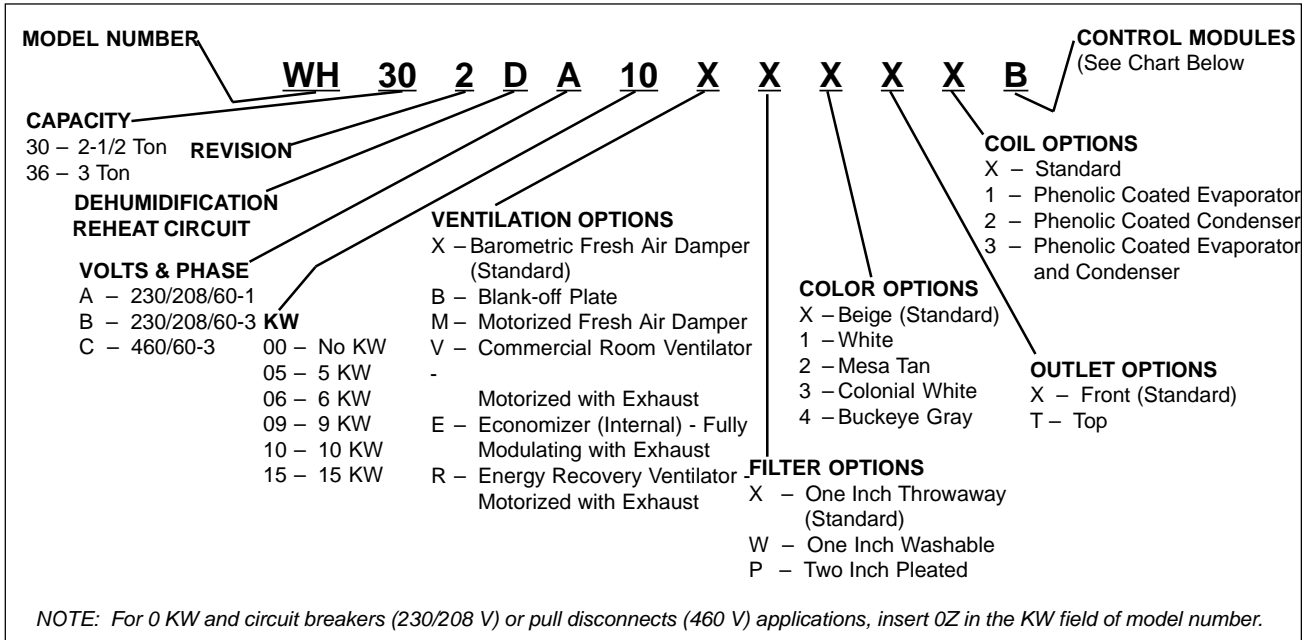 MODEL NUMBER
CONTROL MODULES
(See Chart Below
WH 30 2 D A 10 X X X X X B
CAPACITY
30 – 2-1/2 Ton
36 – 3 Ton
REVISION
DEHUMIDIFICATION
REHEAT CIRCUIT
VOLTS & PHASE
A – 230/208/60-1
B – 230/208/60-3
C – 460/60-3
KW
00 – No KW
05 – 5 KW
06 – 6 KW
09 – 9 KW
10 – 10 KW
15 – 15 KW
VENTILATION OPTIONS
X – Barometric Fresh Air Damper
(Standard)
B – Blank-off Plate
M – Motorized Fresh Air Damper
V – Commercial Room Ventilator
-
Motorized with Exhaust
E – Economizer (Internal) - Fully
Modulating with Exhaust
R – Energy Recovery Ventilator -
Motorized with Exhaust
FILTER OPTIONS
X – One Inch Throwaway
(Standard)
W – One Inch Washable
P – Two Inch Pleated
COLOR OPTIONS
X – Beige (Standard)
1 – White
2 – Mesa Tan
3 – Colonial White
4 – Buckeye Gray
OUTLET OPTIONS
X – Front (Standard)
T – Top
COIL OPTIONS
X – Standard
1 – Phenolic Coated Evaporator
2 – Phenolic Coated Condenser
3 – Phenolic Coated Evaporator
and Condenser
NOTE: For 0 KW and circuit breakers (230/208 V) or pull disconnects (460 V) applications, insert 0Z in the KW field of model number.